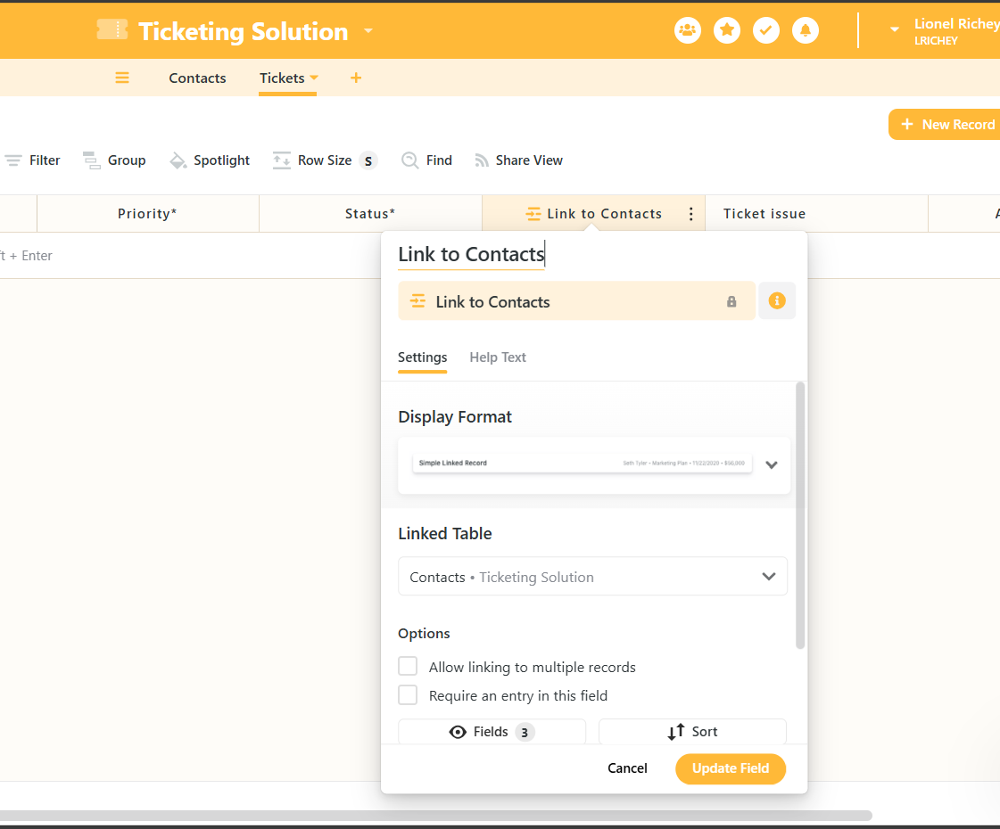 Ticketing Solution
Lionel Richey
LRICHEY
Contacts
Tickets
+
+ New Record
Filter
Group
Spotlight
Row Size S
Find
Share View
Priority*
Status*
Link to Contacts
Ticket issue
ft + Enter
Link to Contacts
Link to Contacts
Settings
Help Text
Display Format
Simple Linked Record
Seth Tyler • Marketing Plan • 11/22/2020 • $56,000
Linked Table
Contacts • Ticketing Solution
Options
Allow linking to multiple records
Require an entry in this field
Fields 3
Sort
Cancel
Update Field